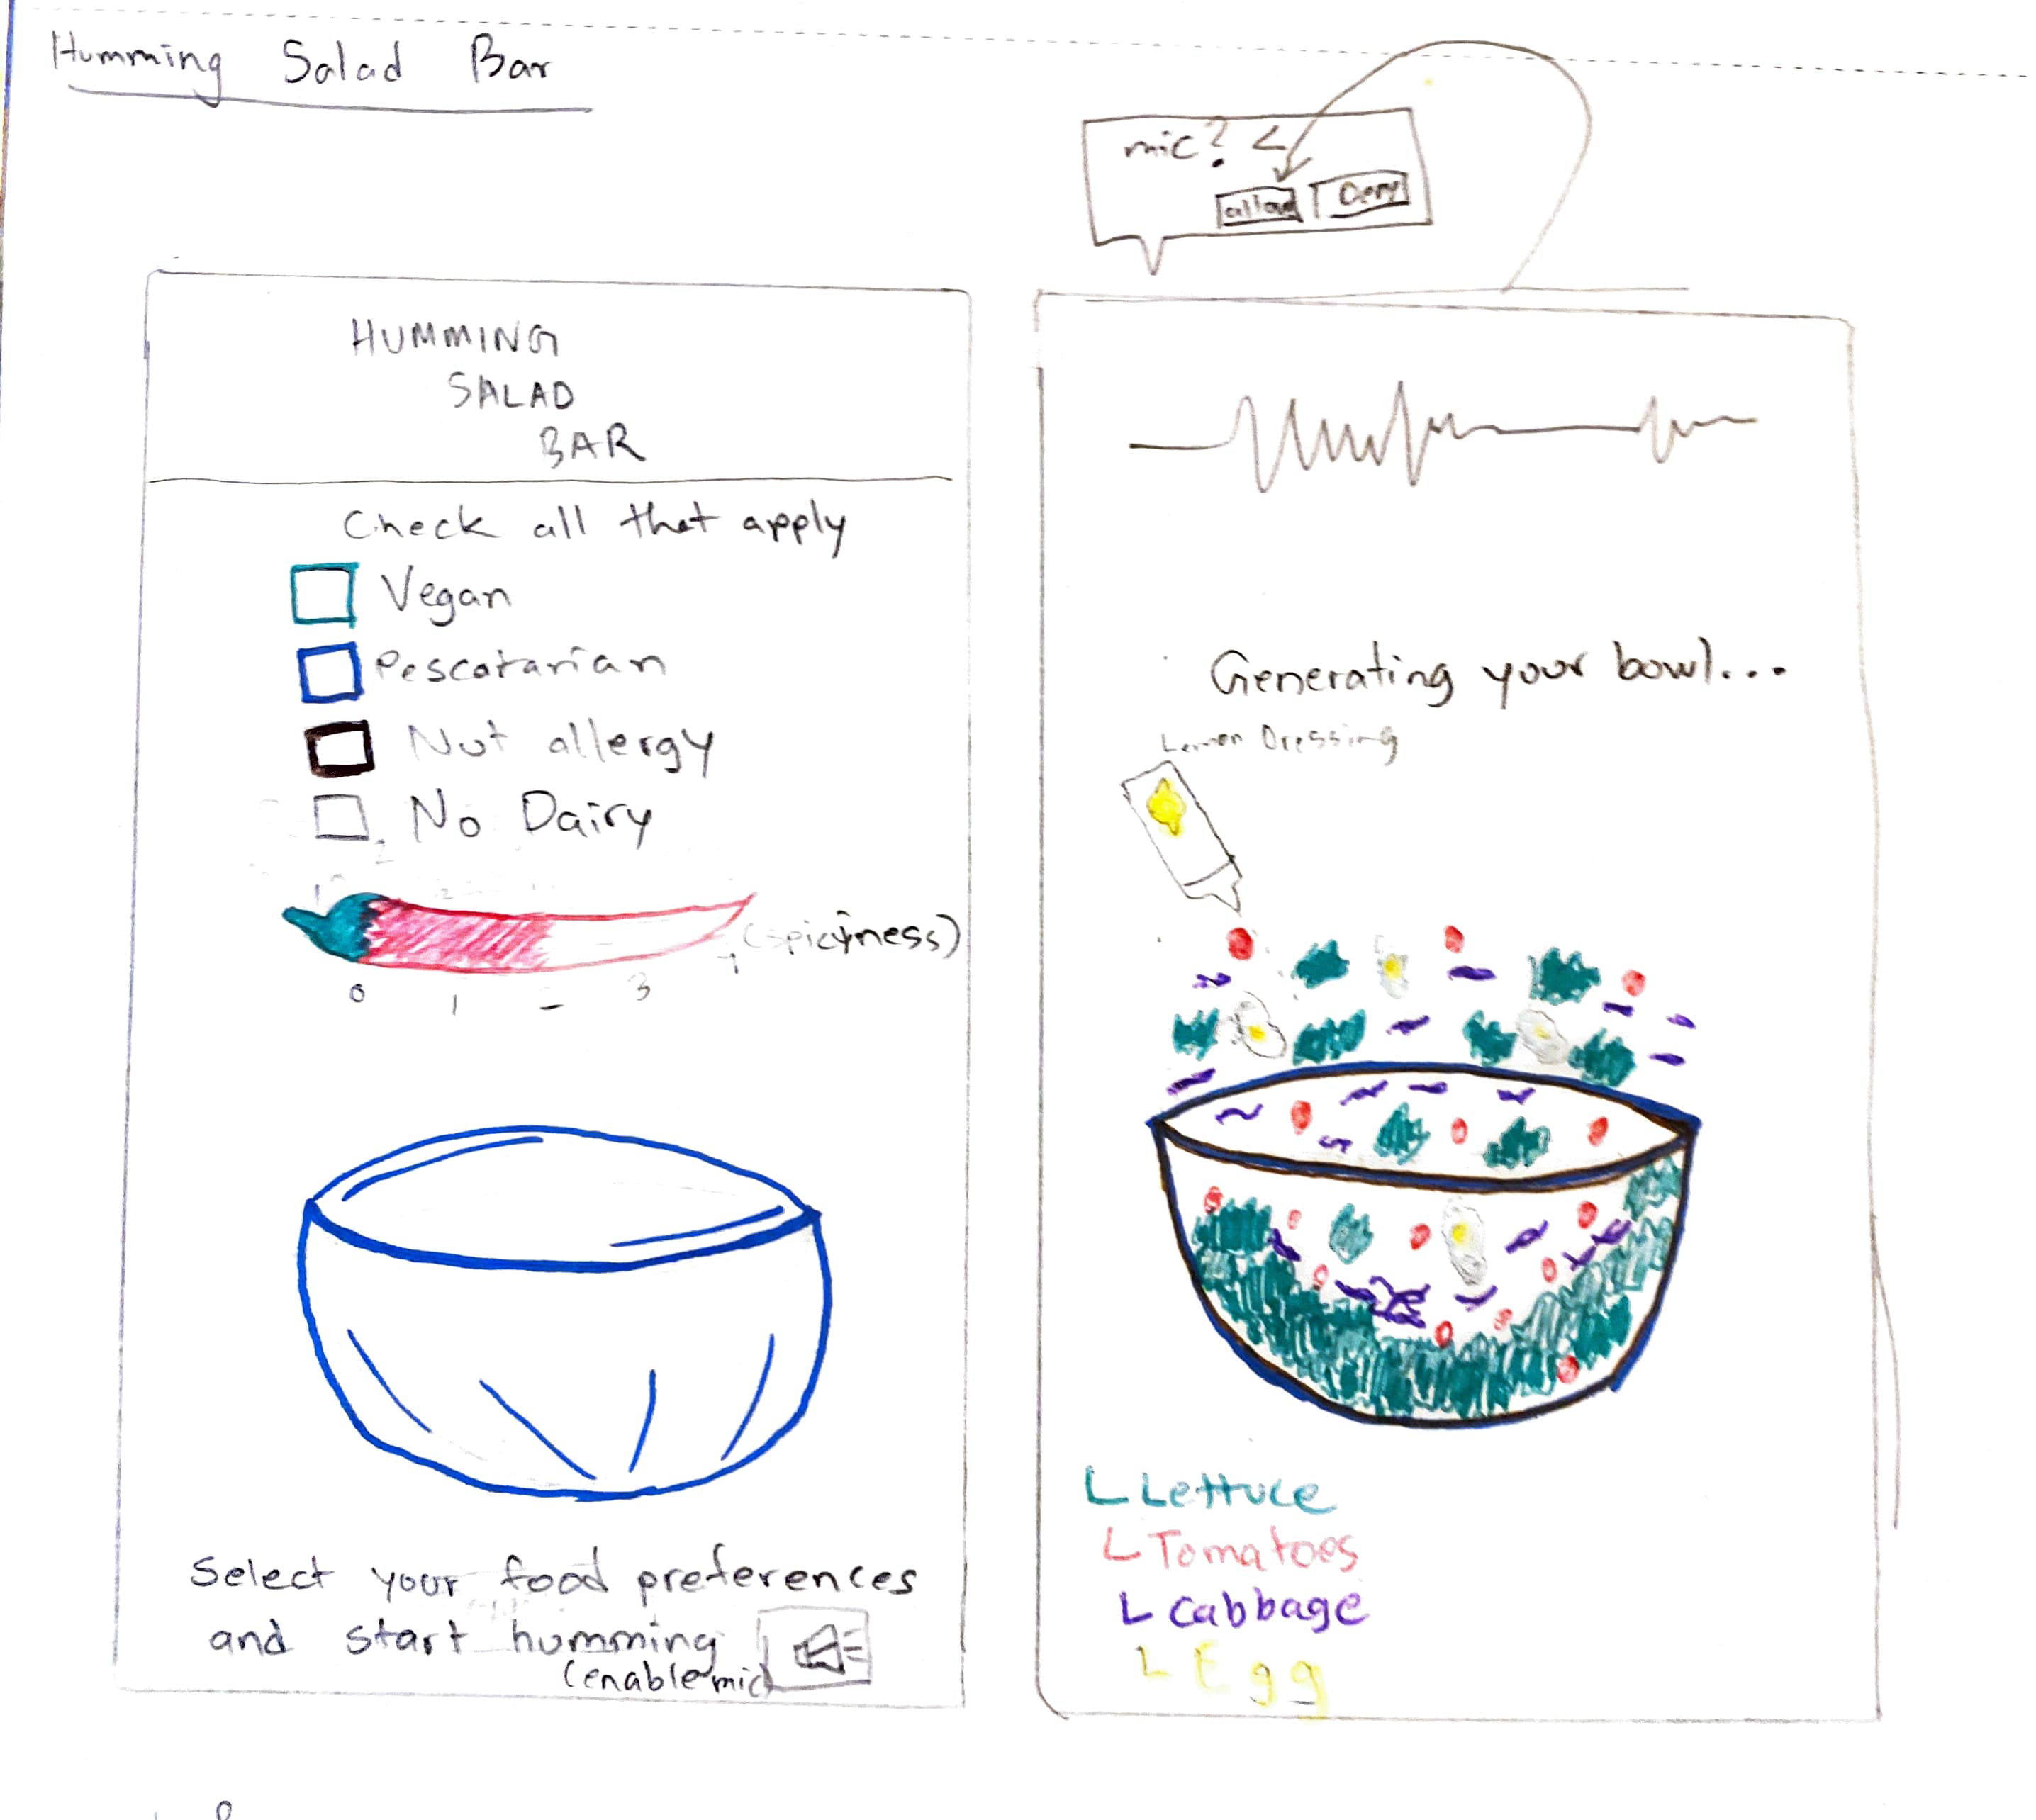 Humming Salad Bar
mic?
allow Deny
HUMMING
SALAD
BAR
Check all that apply
Vegan
Pescatarian
Nut allergy
No Dairy
(spicyness)
0 1 3
Select your food preferences
and start humming
(enable mic)
Generating your bowl...
Lemon Dressing
Lettuce
Tomatoes
Cabbage
Egg